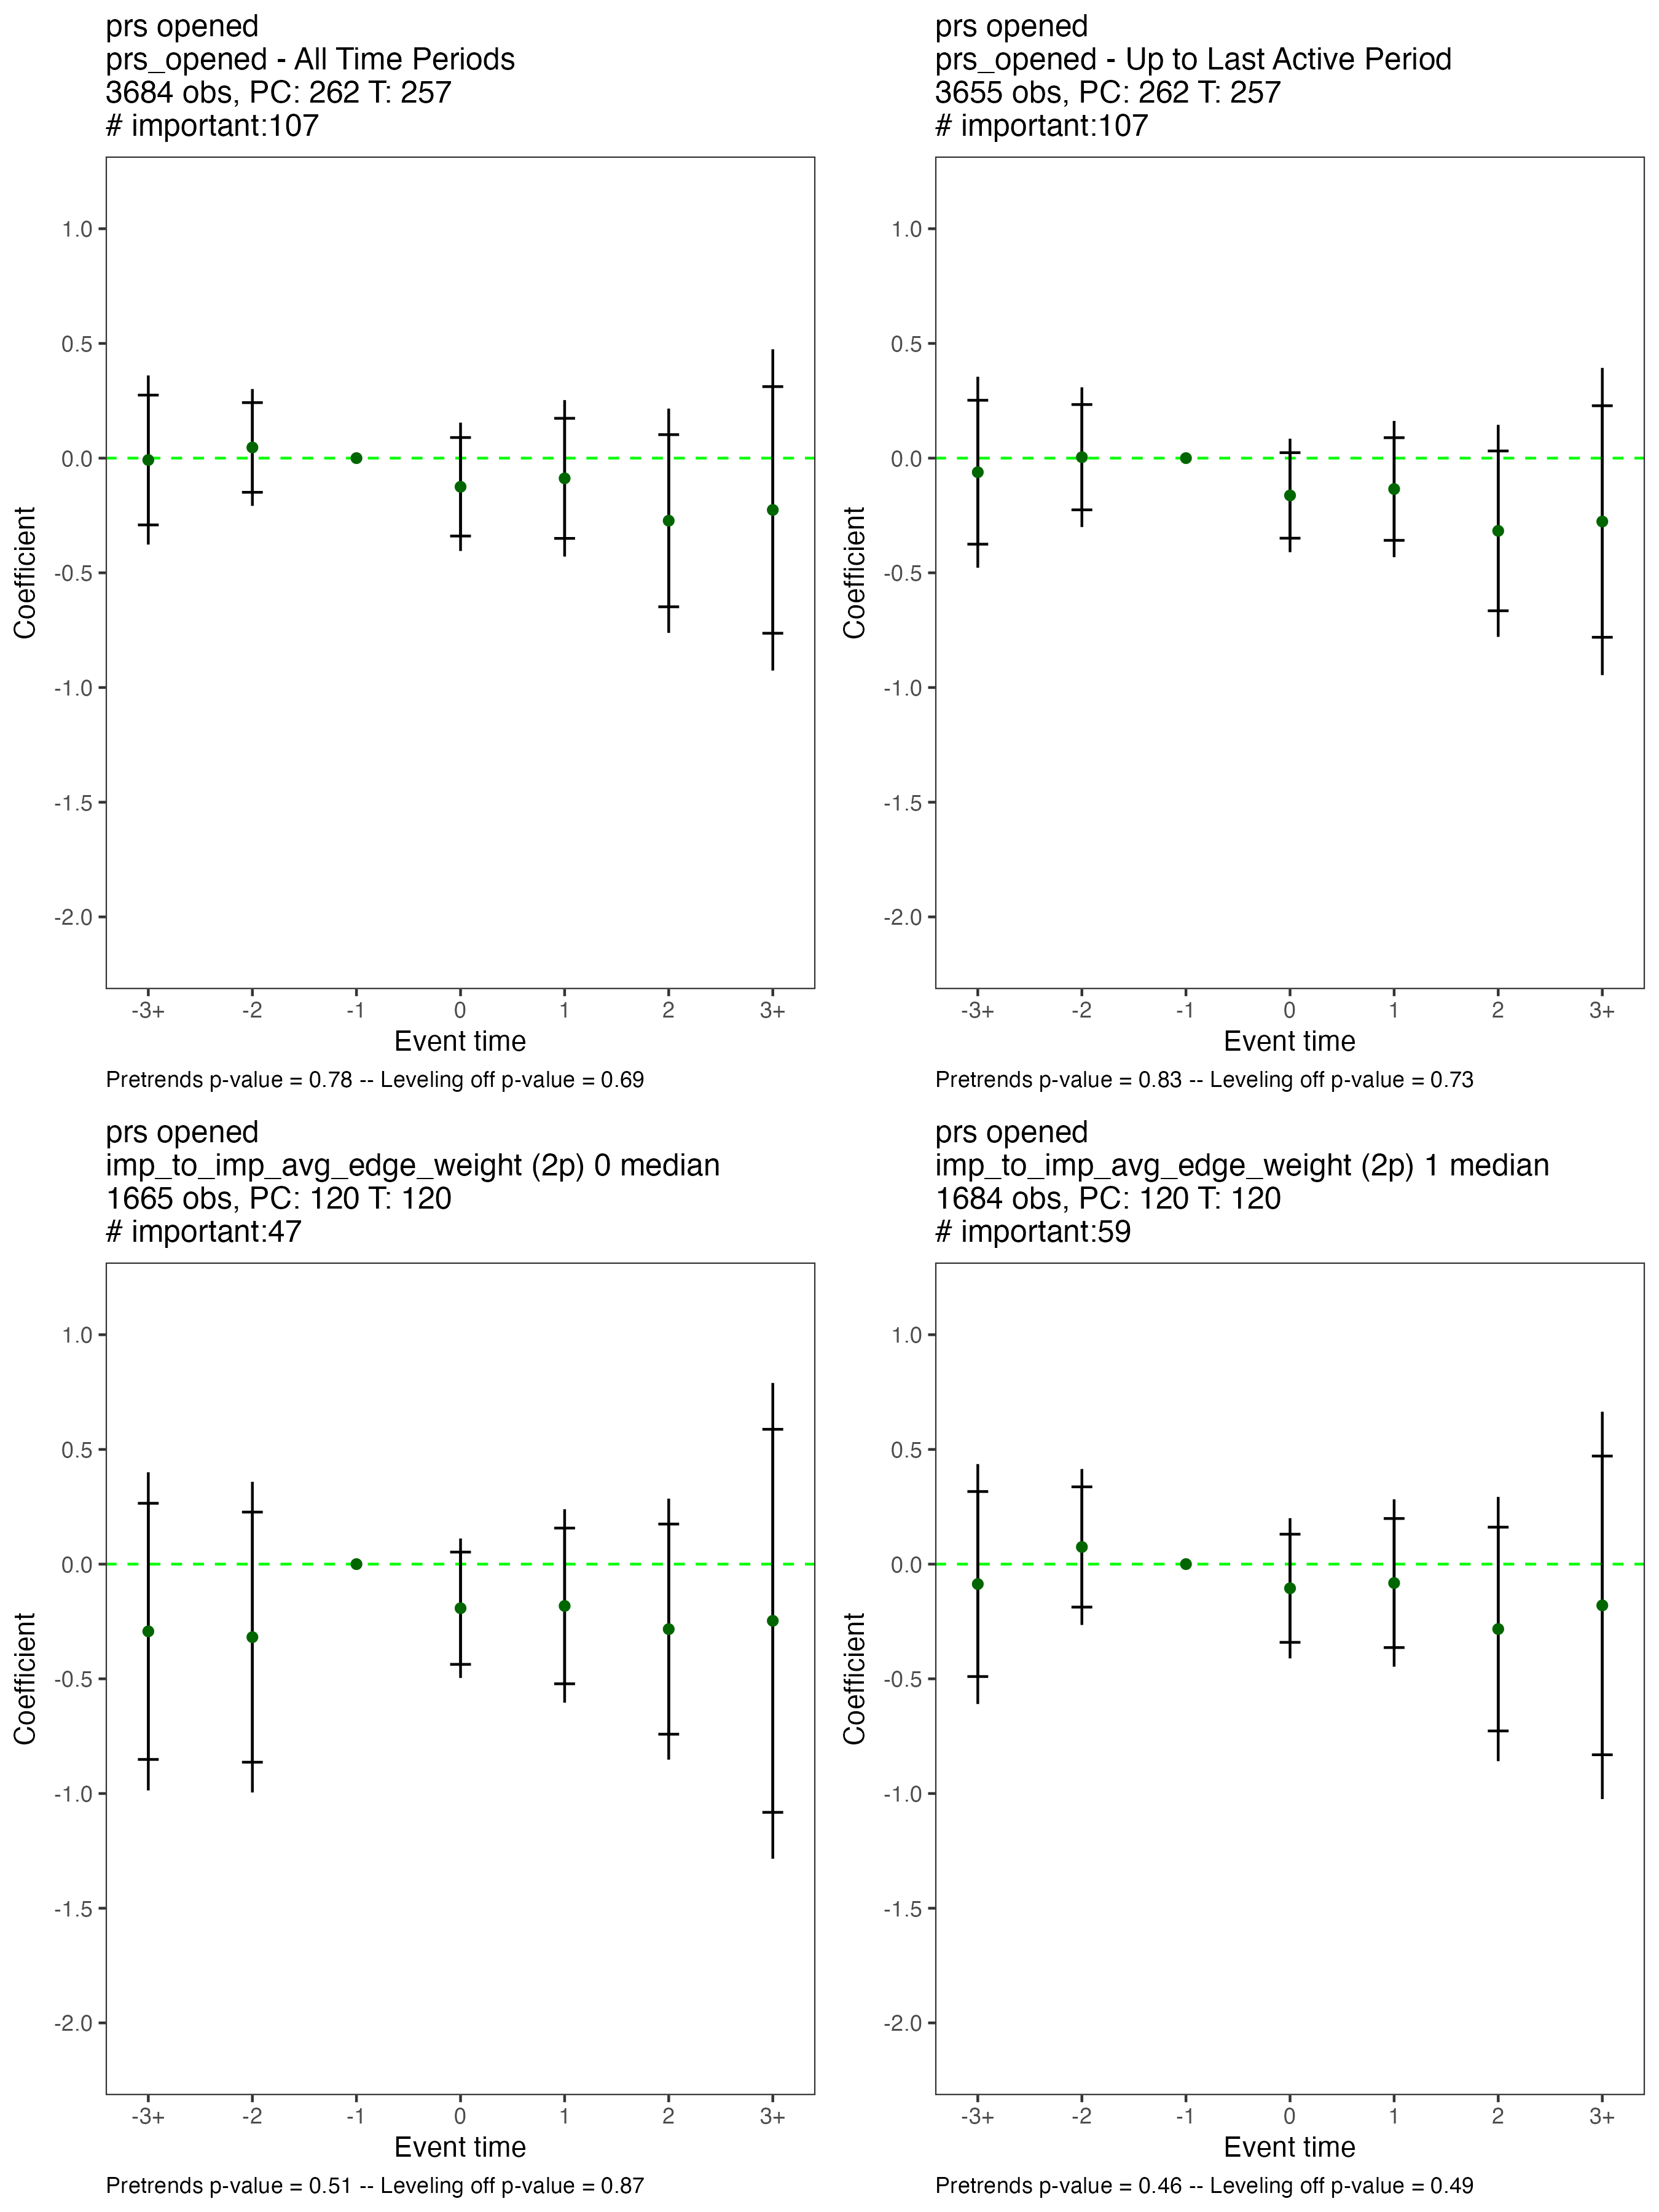 prs opened
prs_opened - All Time Periods
3684 obs, PC: 262 T: 257
# important:107
1.0
0.5
0.0
-0.5
-1.0
-1.5
-2.0
Coefficient
-3+ -2 -1 0 1 2 3+
Event time
Pretrends p-value = 0.78 -- Leveling off p-value = 0.69
prs opened
prs_opened - Up to Last Active Period
3655 obs, PC: 262 T: 257
# important:107
1.0
0.5
0.0
-0.5
-1.0
-1.5
-2.0
Coefficient
-3+ -2 -1 0 1 2 3+
Event time
Pretrends p-value = 0.83 -- Leveling off p-value = 0.73
prs opened
imp_to_imp_avg_edge_weight (2p) 0 median
1665 obs, PC: 120 T: 120
# important:47
1.0
0.5
0.0
-0.5
-1.0
-1.5
-2.0
Coefficient
-3+ -2 -1 0 1 2 3+
Event time
Pretrends p-value = 0.51 -- Leveling off p-value = 0.87
prs opened
imp_to_imp_avg_edge_weight (2p) 1 median
1684 obs, PC: 120 T: 120
# important:59
1.0
0.5
0.0
-0.5
-1.0
-1.5
-2.0
Coefficient
-3+ -2 -1 0 1 2 3+
Event time
Pretrends p-value = 0.46 -- Leveling off p-value = 0.49